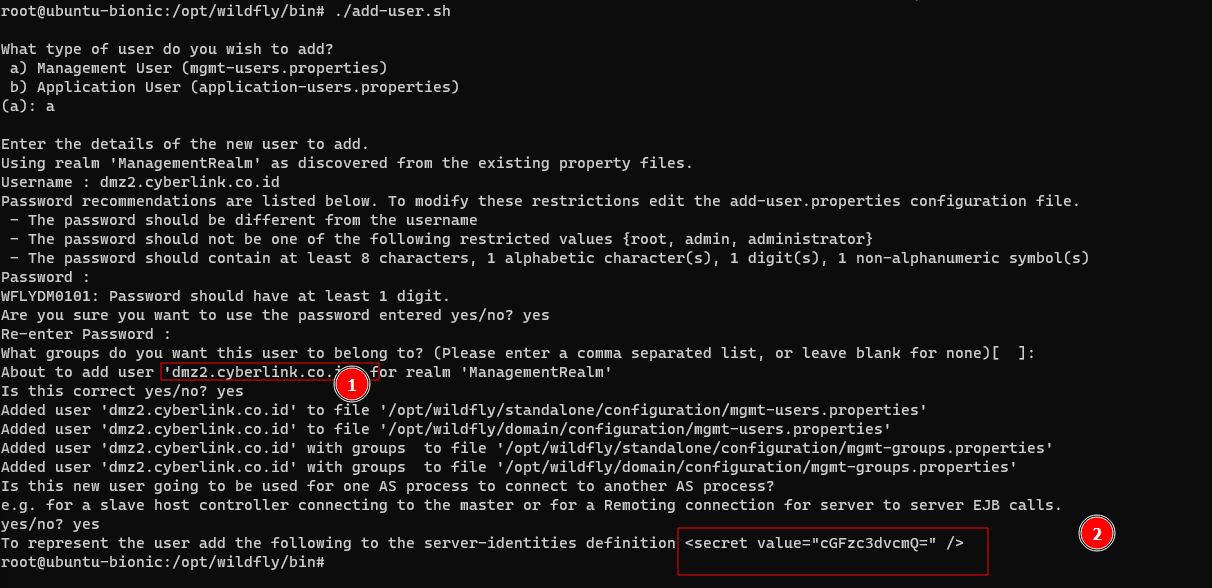 root@ubuntu-bionic:/opt/wildfly/bin# ./add-user.sh
What type of user do you wish to add?
a) Management User (mgmt-users.properties)
b) Application User (application-users.properties)
(a): a
Enter the details of the new user to add.
Using realm 'ManagementRealm' as discovered from the existing property files.
Username : dmz2.cyberlink.co.id
Password recommendations are listed below. To modify these restrictions edit the add-user.properties configuration file.
- The password should be different from the username
- The password should not be one of the following restricted values {root, admin, administrator}
- The password should contain at least 8 characters, 1 alphabetic character(s), 1 digit(s), 1 non-alphanumeric symbol(s)
Password :
WFLYDM0101: Password should have at least 1 digit.
Are you sure you want to use the password entered yes/no? yes
Re-enter Password :
What groups do you want this user to belong to? (Please enter a comma separated list, or leave blank for none)[  ]:
About to add user 'dmz2.cyberlink.co. for realm 'ManagementRealm'
1
Is this correct yes/no? yes
Added user 'dmz2.cyberlink.co.id' to file '/opt/wildfly/standalone/configuration/mgmt-users.properties'
Added user 'dmz2.cyberlink.co.id' to file '/opt/wildfly/domain/configuration/mgmt-users.properties'
Added user 'dmz2.cyberlink.co.id' with groups  to file '/opt/wildfly/standalone/configuration/mgmt-groups.properties'
Added user 'dmz2.cyberlink.co.id' with groups  to file '/opt/wildfly/domain/configuration/mgmt-groups.properties'
Is this new user going to be used for one AS process to connect to another AS process?
e.g. for a slave host controller connecting to the master or for a Remoting connection for server to server EJB calls.
yes/no? yes
2
To represent the user add the following to the server-identities definition <secret value="cGFzc3dvcmQ=" />
root@ubuntu-bionic:/opt/wildfly/bin#